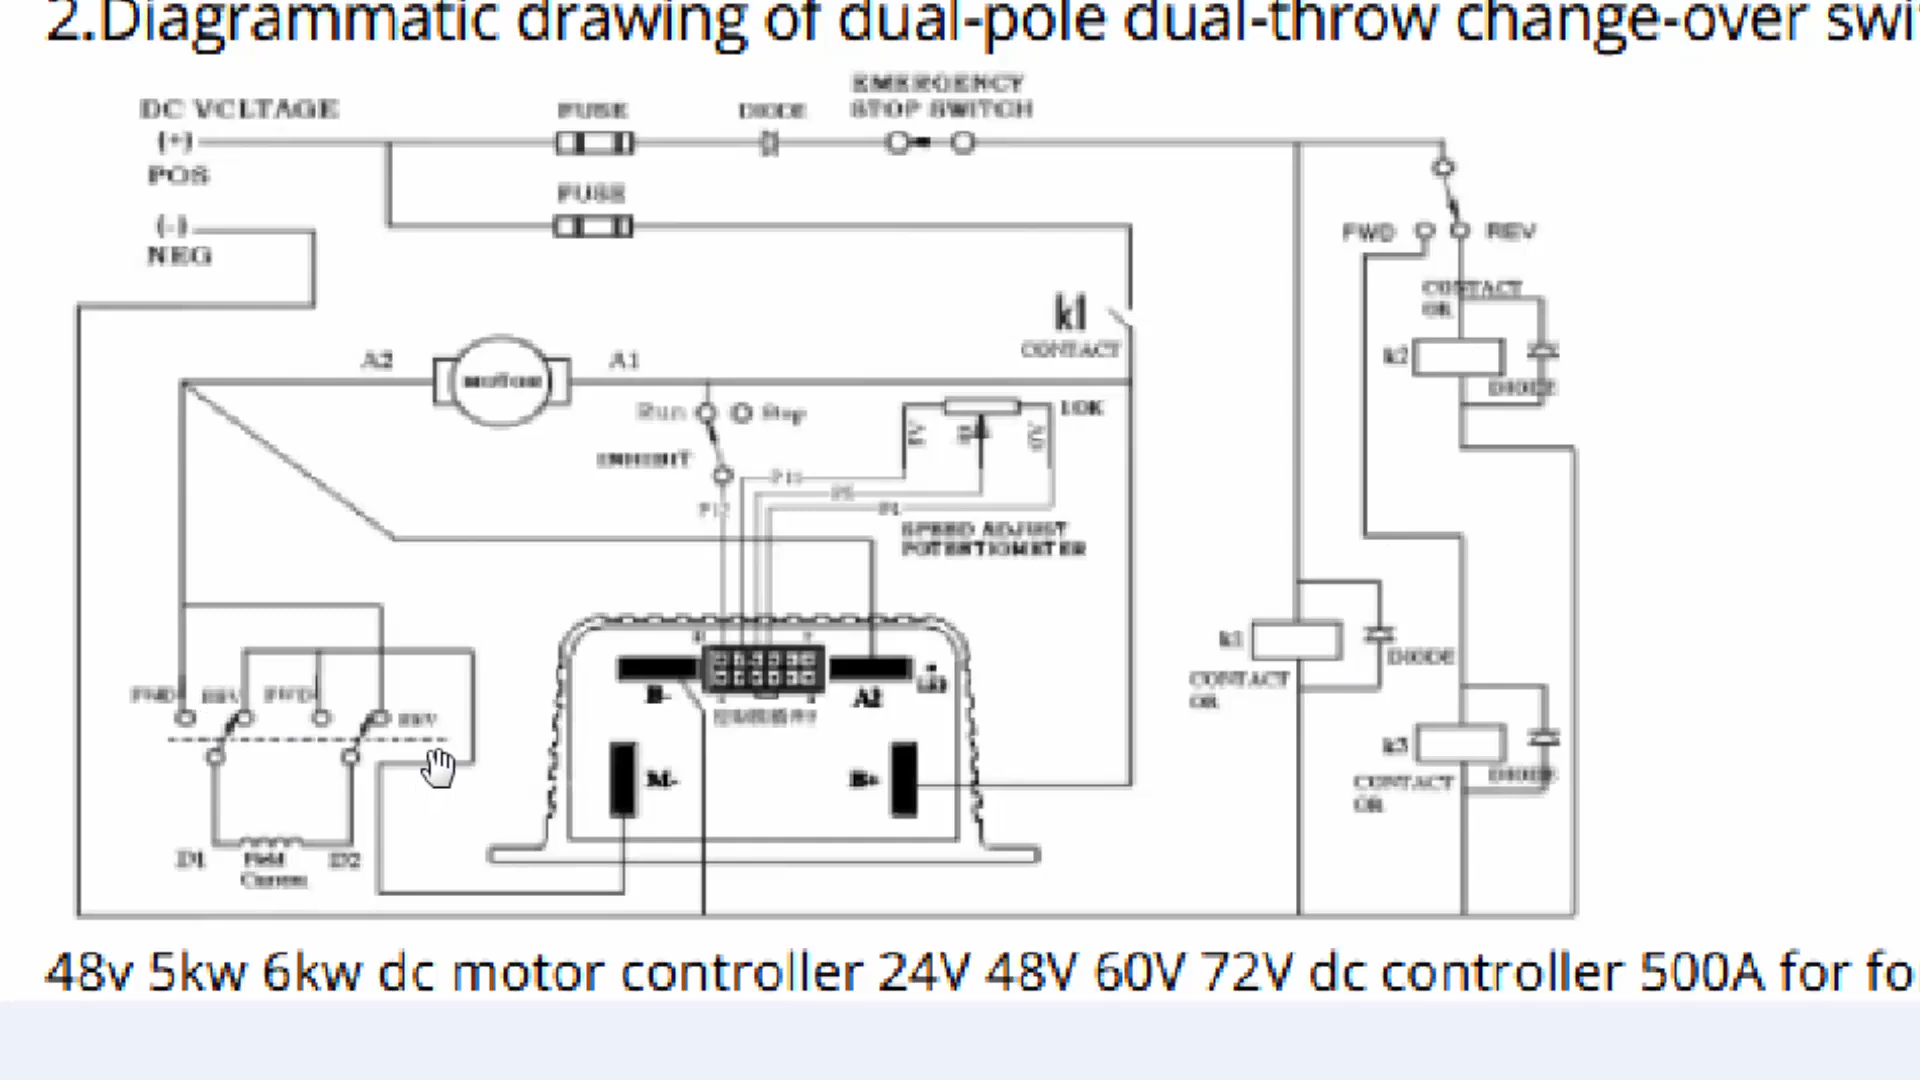 2.Diagrammatic drawing of dual-pole dual-throw change-over swi
EMERGENCY
STOP SWITCH
DC VCLTAGE
FUSE
DIODE
(+)
POS
FUSE
(-)
NEG
FWD
REV
CONTACT
OR
k1
CONTACT
k2
DIODE
A2
MOTOR
A1
Run
Stop
10K
INHIBIT
SPEED ADJUST
POTENTIOMETER
k1
DIODE
CONTACT
OR
B-
A2
FWD
REV
FWD
REV
k3
DIODE
CONTACT
OR
M-
B+
D1
Field
D2
48v 5kw 6kw dc motor controller 24V 48V 60V 72V dc controller 500A for fo